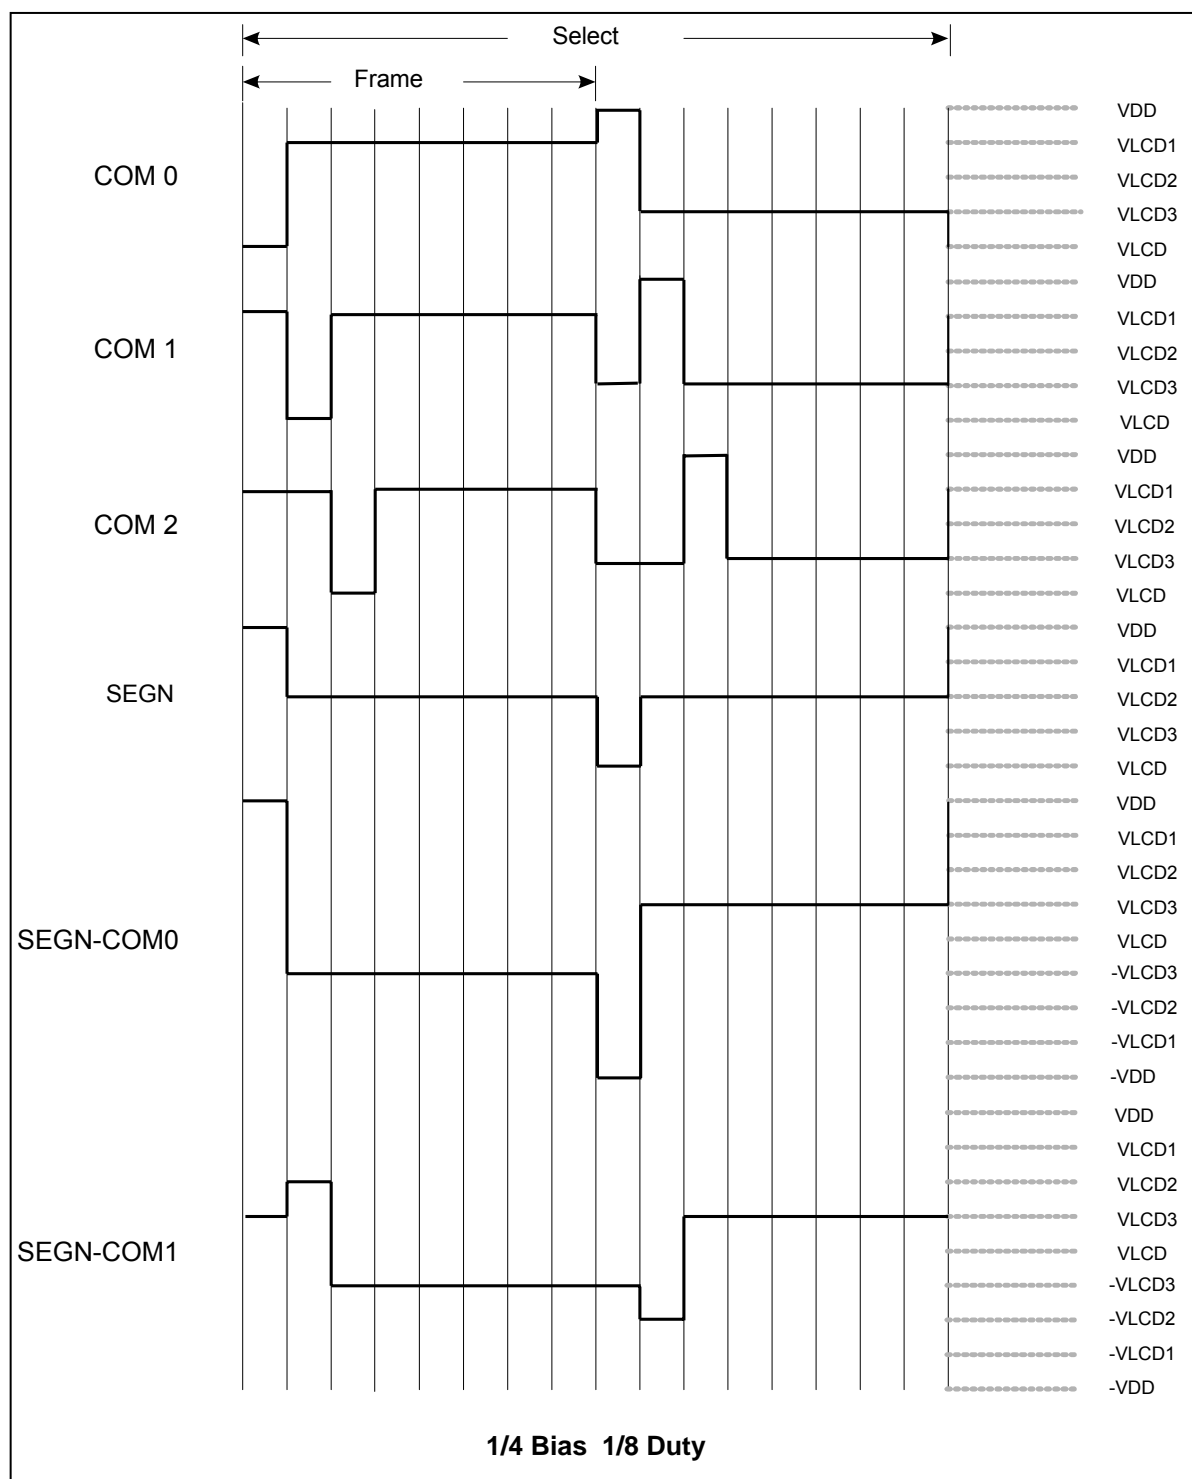 Select
Frame
VDD
VLCD1
COM 0
VLCD2
VLCD3
VLCD
VDD
VLCD1
COM 1
VLCD2
VLCD3
VLCD
VDD
VLCD1
COM 2
VLCD2
VLCD3
VLCD
VDD
VLCD1
SEGN
VLCD2
VLCD3
VLCD
VDD
VLCD1
VLCD2
VLCD3
SEGN-COM0
VLCD
-VLCD3
-VLCD2
-VLCD1
-VDD
VDD
VLCD1
VLCD2
VLCD3
SEGN-COM1
VLCD
-VLCD3
-VLCD2
-VLCD1
-VDD
1/4 Bias 1/8 Duty